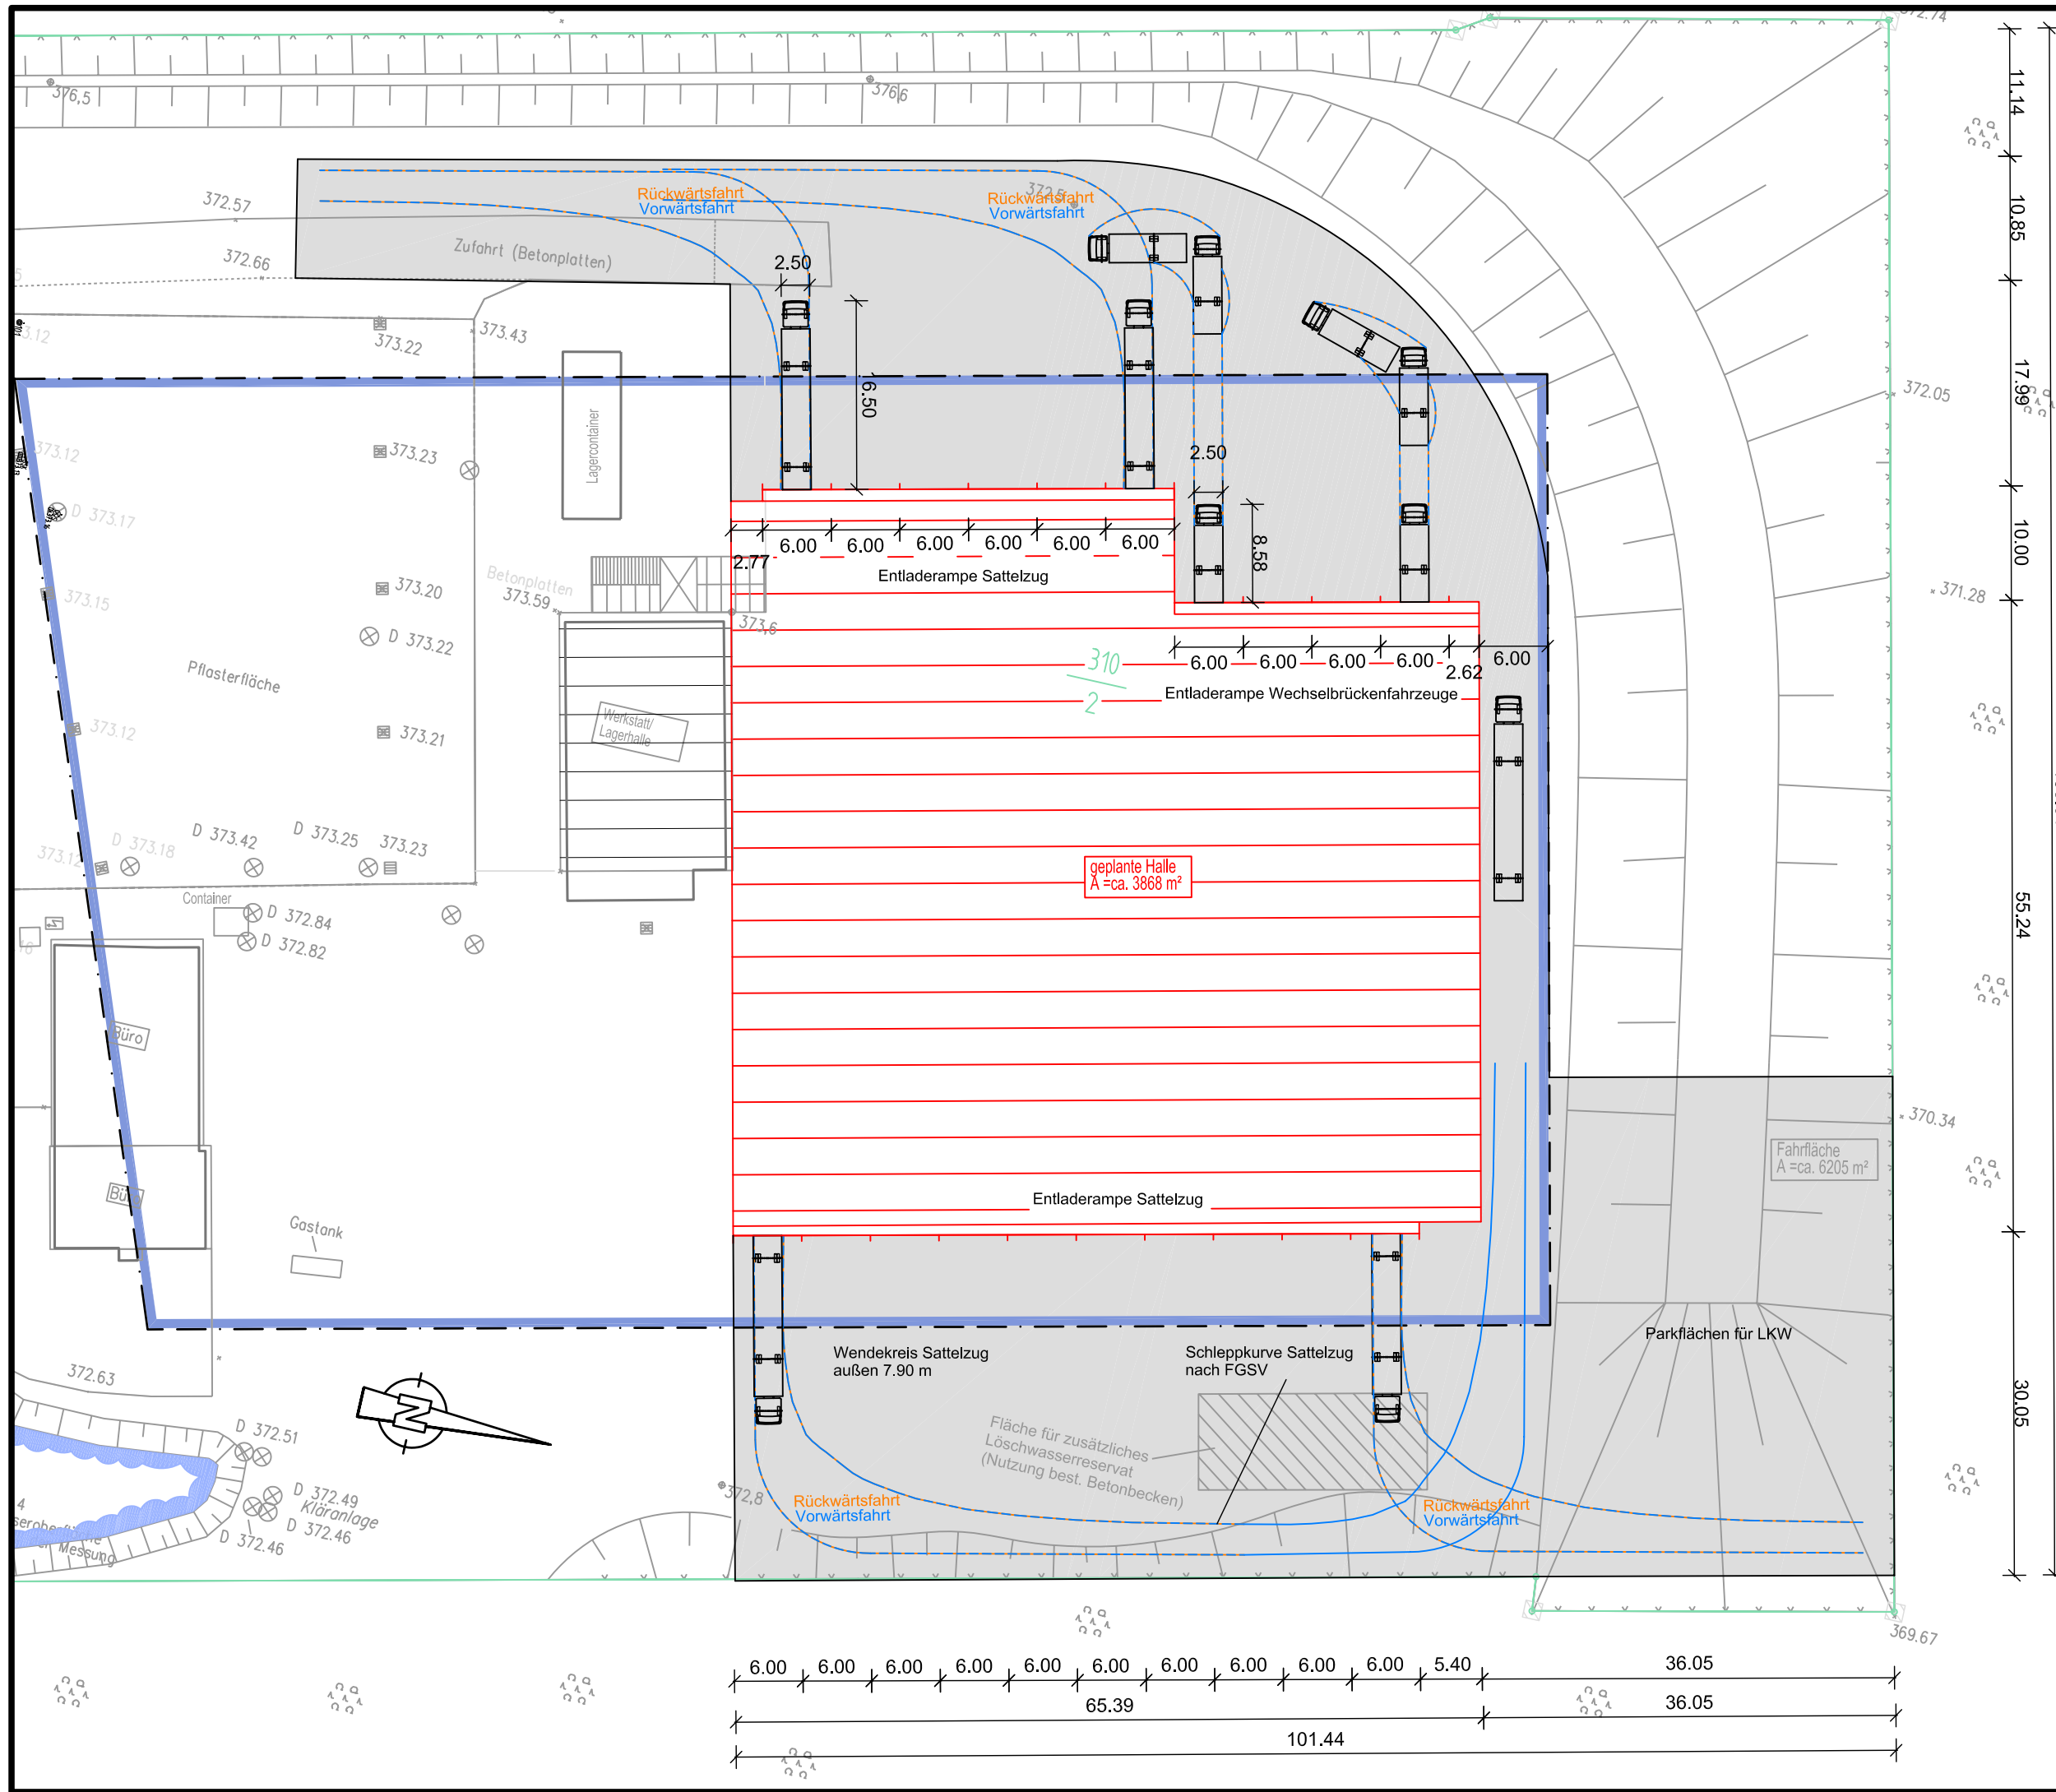 372.74
376,5
376,6
11.14
372.57
Rückwärtsfahrt
Vorwärtsfahrt
Rückwärtsfahrt
Vorwärtsfahrt
372.5
10.85
Zufahrt (Betonplatten)
372.66
2.50
373.43
373.22
6.50
17.99
372.05
Lagercontainer
373.12
373.23
2.50
D 373.17
8.58
10.00
2.77
6.00
6.00
6.00
6.00
6.00
6.00
Entladerampe Sattelzug
Betonplatten
373.59
373.20
373.15
371.28
373,6
D 373.22
310
2
6.00
6.00
6.00
6.00
2.62
6.00
Entladerampe Wechselbrückenfahrzeuge
Pflasterfläche
Werkstatt/
Lagerhalle
373.12
373.21
D 373.18
D 373.42
D 373.25
373.23
373.12
geplante Halle
A =ca. 3868 m²
Container
D 372.84
D 372.82
55.24
Büro
370.34
Fahrfläche
A =ca. 6205 m²
Entladerampe Sattelzug
Gastank
Parkflächen für LKW
Wendekreis Sattelzug
außen 7.90 m
Schleppkurve Sattelzug
nach FGSV
372.63
N
30.05
D 372.51
Fläche für zusätzliches
Löschwasserreservat
(Nutzung best. Betonbecken)
372,8
D 372.49
Kläranlage
D 372.46
D 372.46
Messung
Rückwärtsfahrt
Vorwärtsfahrt
Rückwärtsfahrt
Vorwärtsfahrt
369.67
6.00
6.00
6.00
6.00
6.00
6.00
6.00
6.00
6.00
6.00
5.40
36.05
65.39
36.05
101.44